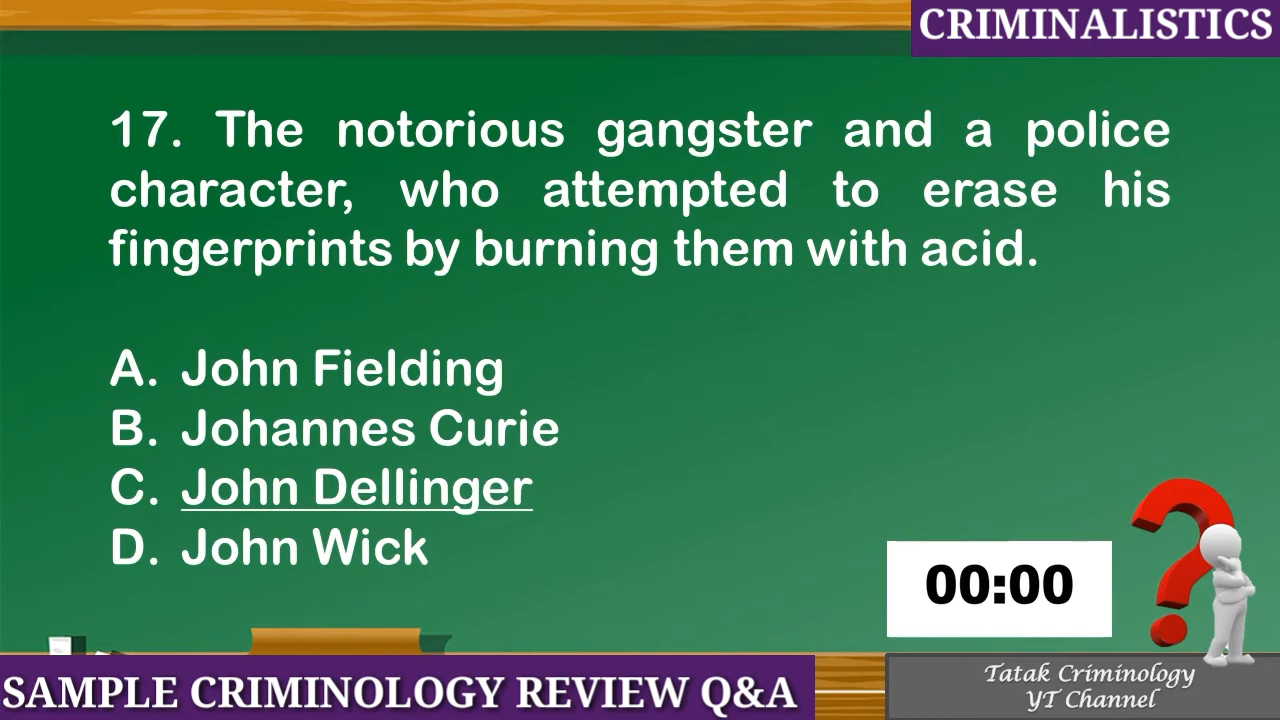 CRIMINALISTICS
17. The notorious gangster and a police
character, who attempted to erase his
fingerprints by burning them with acid.
A. John Fielding
B. Johannes Curie
C. John Dellinger
D. John Wick
00:00
SAMPLE CRIMINOLOGY REVIEW Q&A
Tatak Criminology
YT Channel